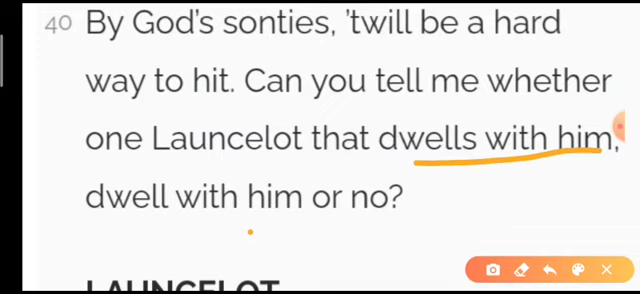 40 By God's sonties, 'twill be a hard
way to hit. Can you tell me whether
one Launcelot that dwells with him,
dwell with him or no?
LAUNCELOT